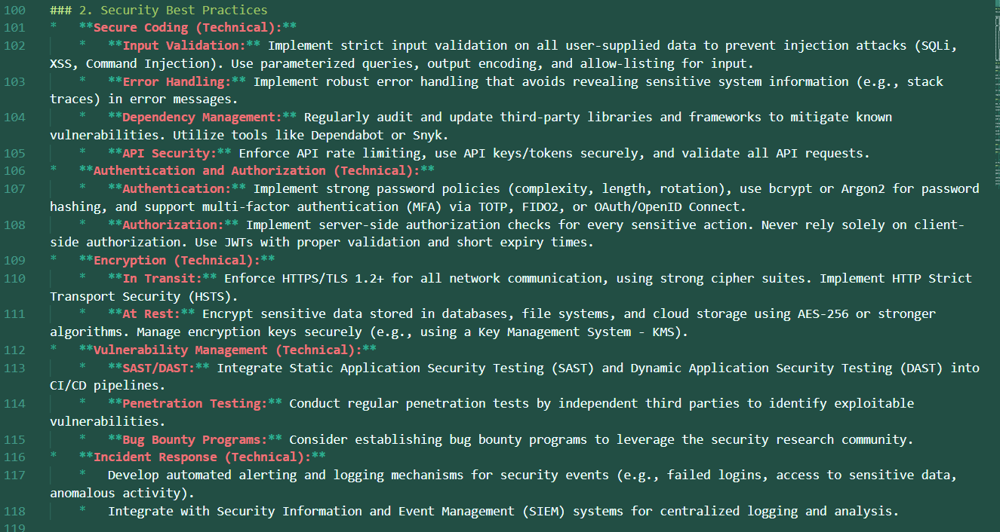 100 ### 2. Security Best Practices
101 *   **Secure Coding (Technical):**
102     *   **Input Validation:** Implement strict input validation on all user-supplied data to prevent injection attacks (SQLi,
XSS, Command Injection). Use parameterized queries, output encoding, and allow-listing for input.
103     *   **Error Handling:** Implement robust error handling that avoids revealing sensitive system information (e.g., stack
traces) in error messages.
104     *   **Dependency Management:** Regularly audit and update third-party libraries and frameworks to mitigate known
vulnerabilities. Utilize tools like Dependabot or Snyk.
105     *   **API Security:** Enforce API rate limiting, use API keys/tokens securely, and validate all API requests.
106 *   **Authentication and Authorization (Technical):**
107     *   **Authentication:** Implement strong password policies (complexity, length, rotation), use bcrypt or Argon2 for password
hashing, and support multi-factor authentication (MFA) via TOTP, FIDO2, or OAuth/OpenID Connect.
108     *   **Authorization:** Implement server-side authorization checks for every sensitive action. Never rely solely on client-
side authorization. Use JWTs with proper validation and short expiry times.
109 *   **Encryption (Technical):**
110     *   **In Transit:** Enforce HTTPS/TLS 1.2+ for all network communication, using strong cipher suites. Implement HTTP Strict
Transport Security (HSTS).
111     *   **At Rest:** Encrypt sensitive data stored in databases, file systems, and cloud storage using AES-256 or stronger
algorithms. Manage encryption keys securely (e.g., using a Key Management System - KMS).
112 *   **Vulnerability Management (Technical):**
113     *   **SAST/DAST:** Integrate Static Application Security Testing (SAST) and Dynamic Application Security Testing (DAST) into
CI/CD pipelines.
114     *   **Penetration Testing:** Conduct regular penetration tests by independent third parties to identify exploitable
vulnerabilities.
115     *   **Bug Bounty Programs:** Consider establishing bug bounty programs to leverage the security research community.
116 *   **Incident Response (Technical):**
117     *   Develop automated alerting and logging mechanisms for security events (e.g., failed logins, access to sensitive data,
anomalous activity).
118     *   Integrate with Security Information and Event Management (SIEM) systems for centralized logging and analysis.
119